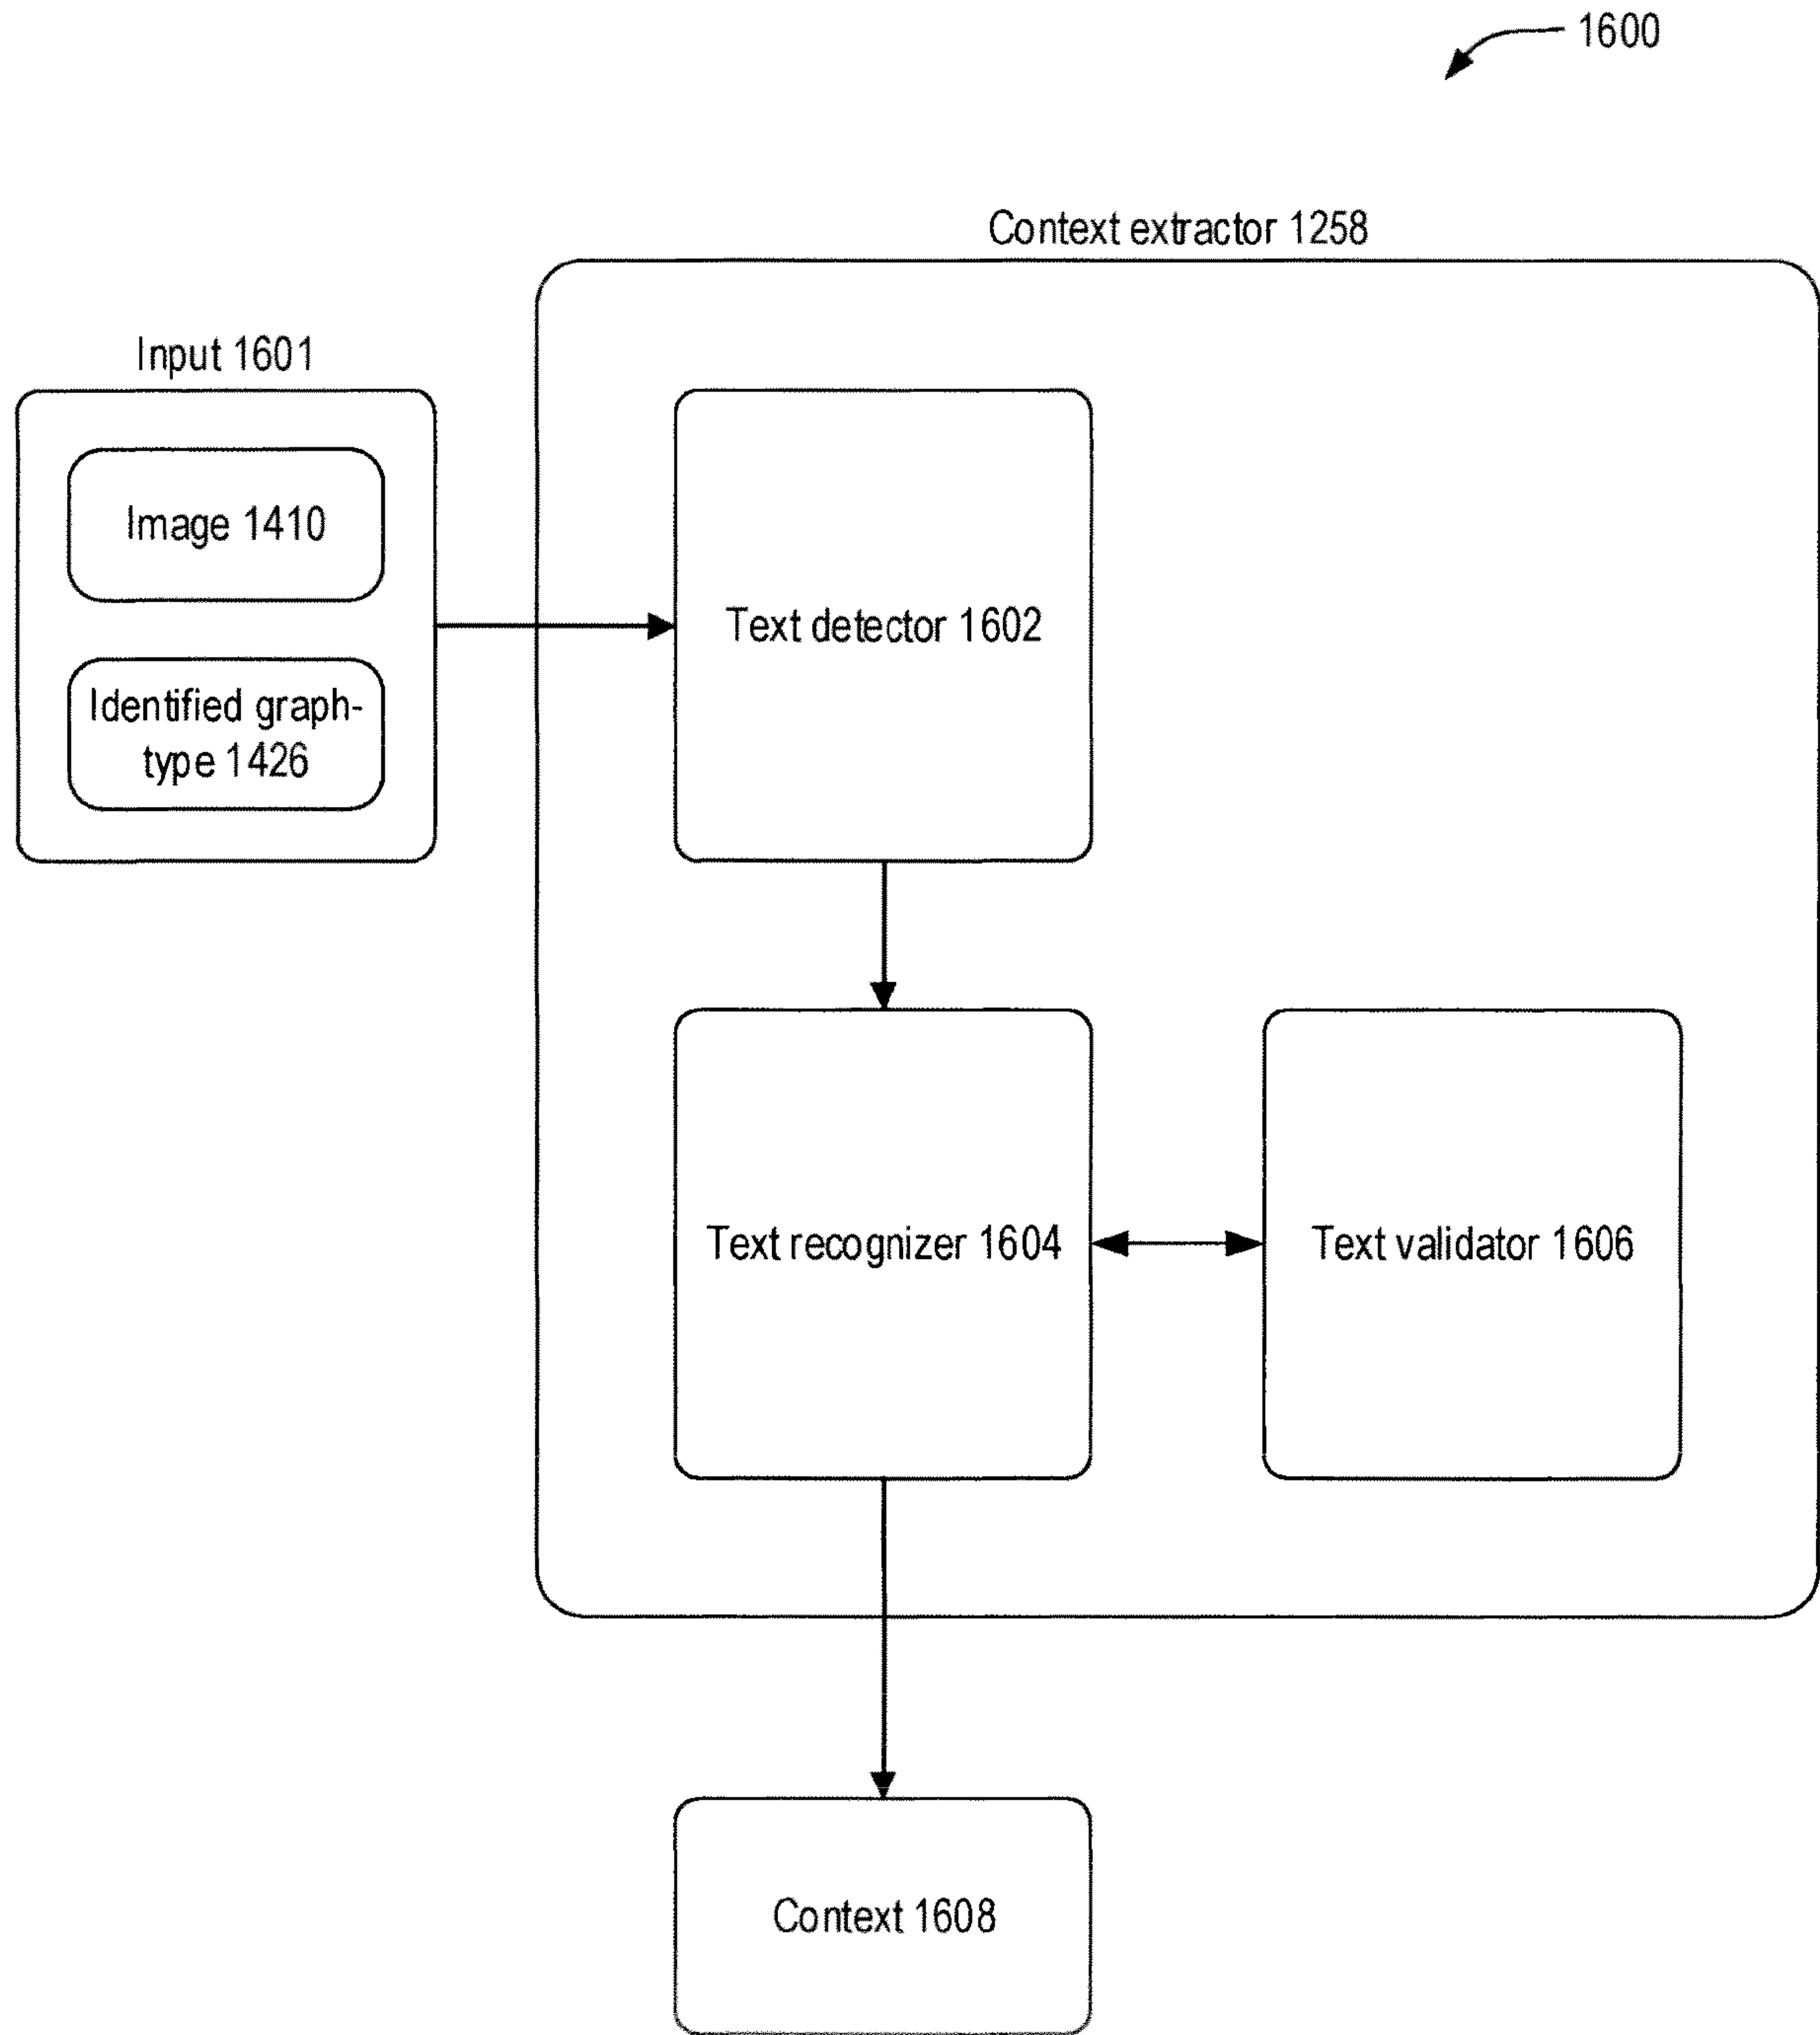 1600
Context extractor 1258
Input 1601
Image 1410
Identified graph-
type 1426
Text detector 1602
Text recognizer 1604
Text validator 1606
Context 1608